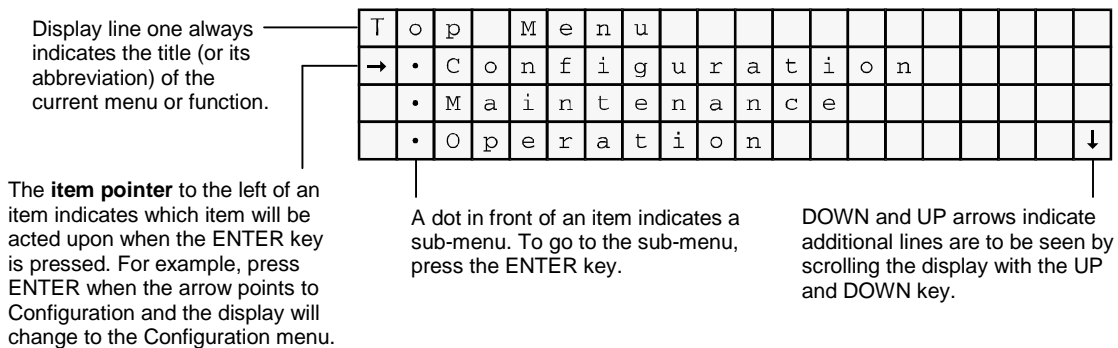 Display line one always
indicates the title (or its
abbreviation) of the
current menu or function.
Top Menu
→ • Configuration
• Maintenance
• Operation ↓
The item pointer to the left of an
item indicates which item will be
acted upon when the ENTER key
is pressed. For example, press
ENTER when the arrow points to
Configuration and the display will
change to the Configuration menu.
A dot in front of an item indicates a
sub-menu. To go to the sub-menu,
press the ENTER key.
DOWN and UP arrows indicate
additional lines are to be seen by
scrolling the display with the UP
and DOWN key.